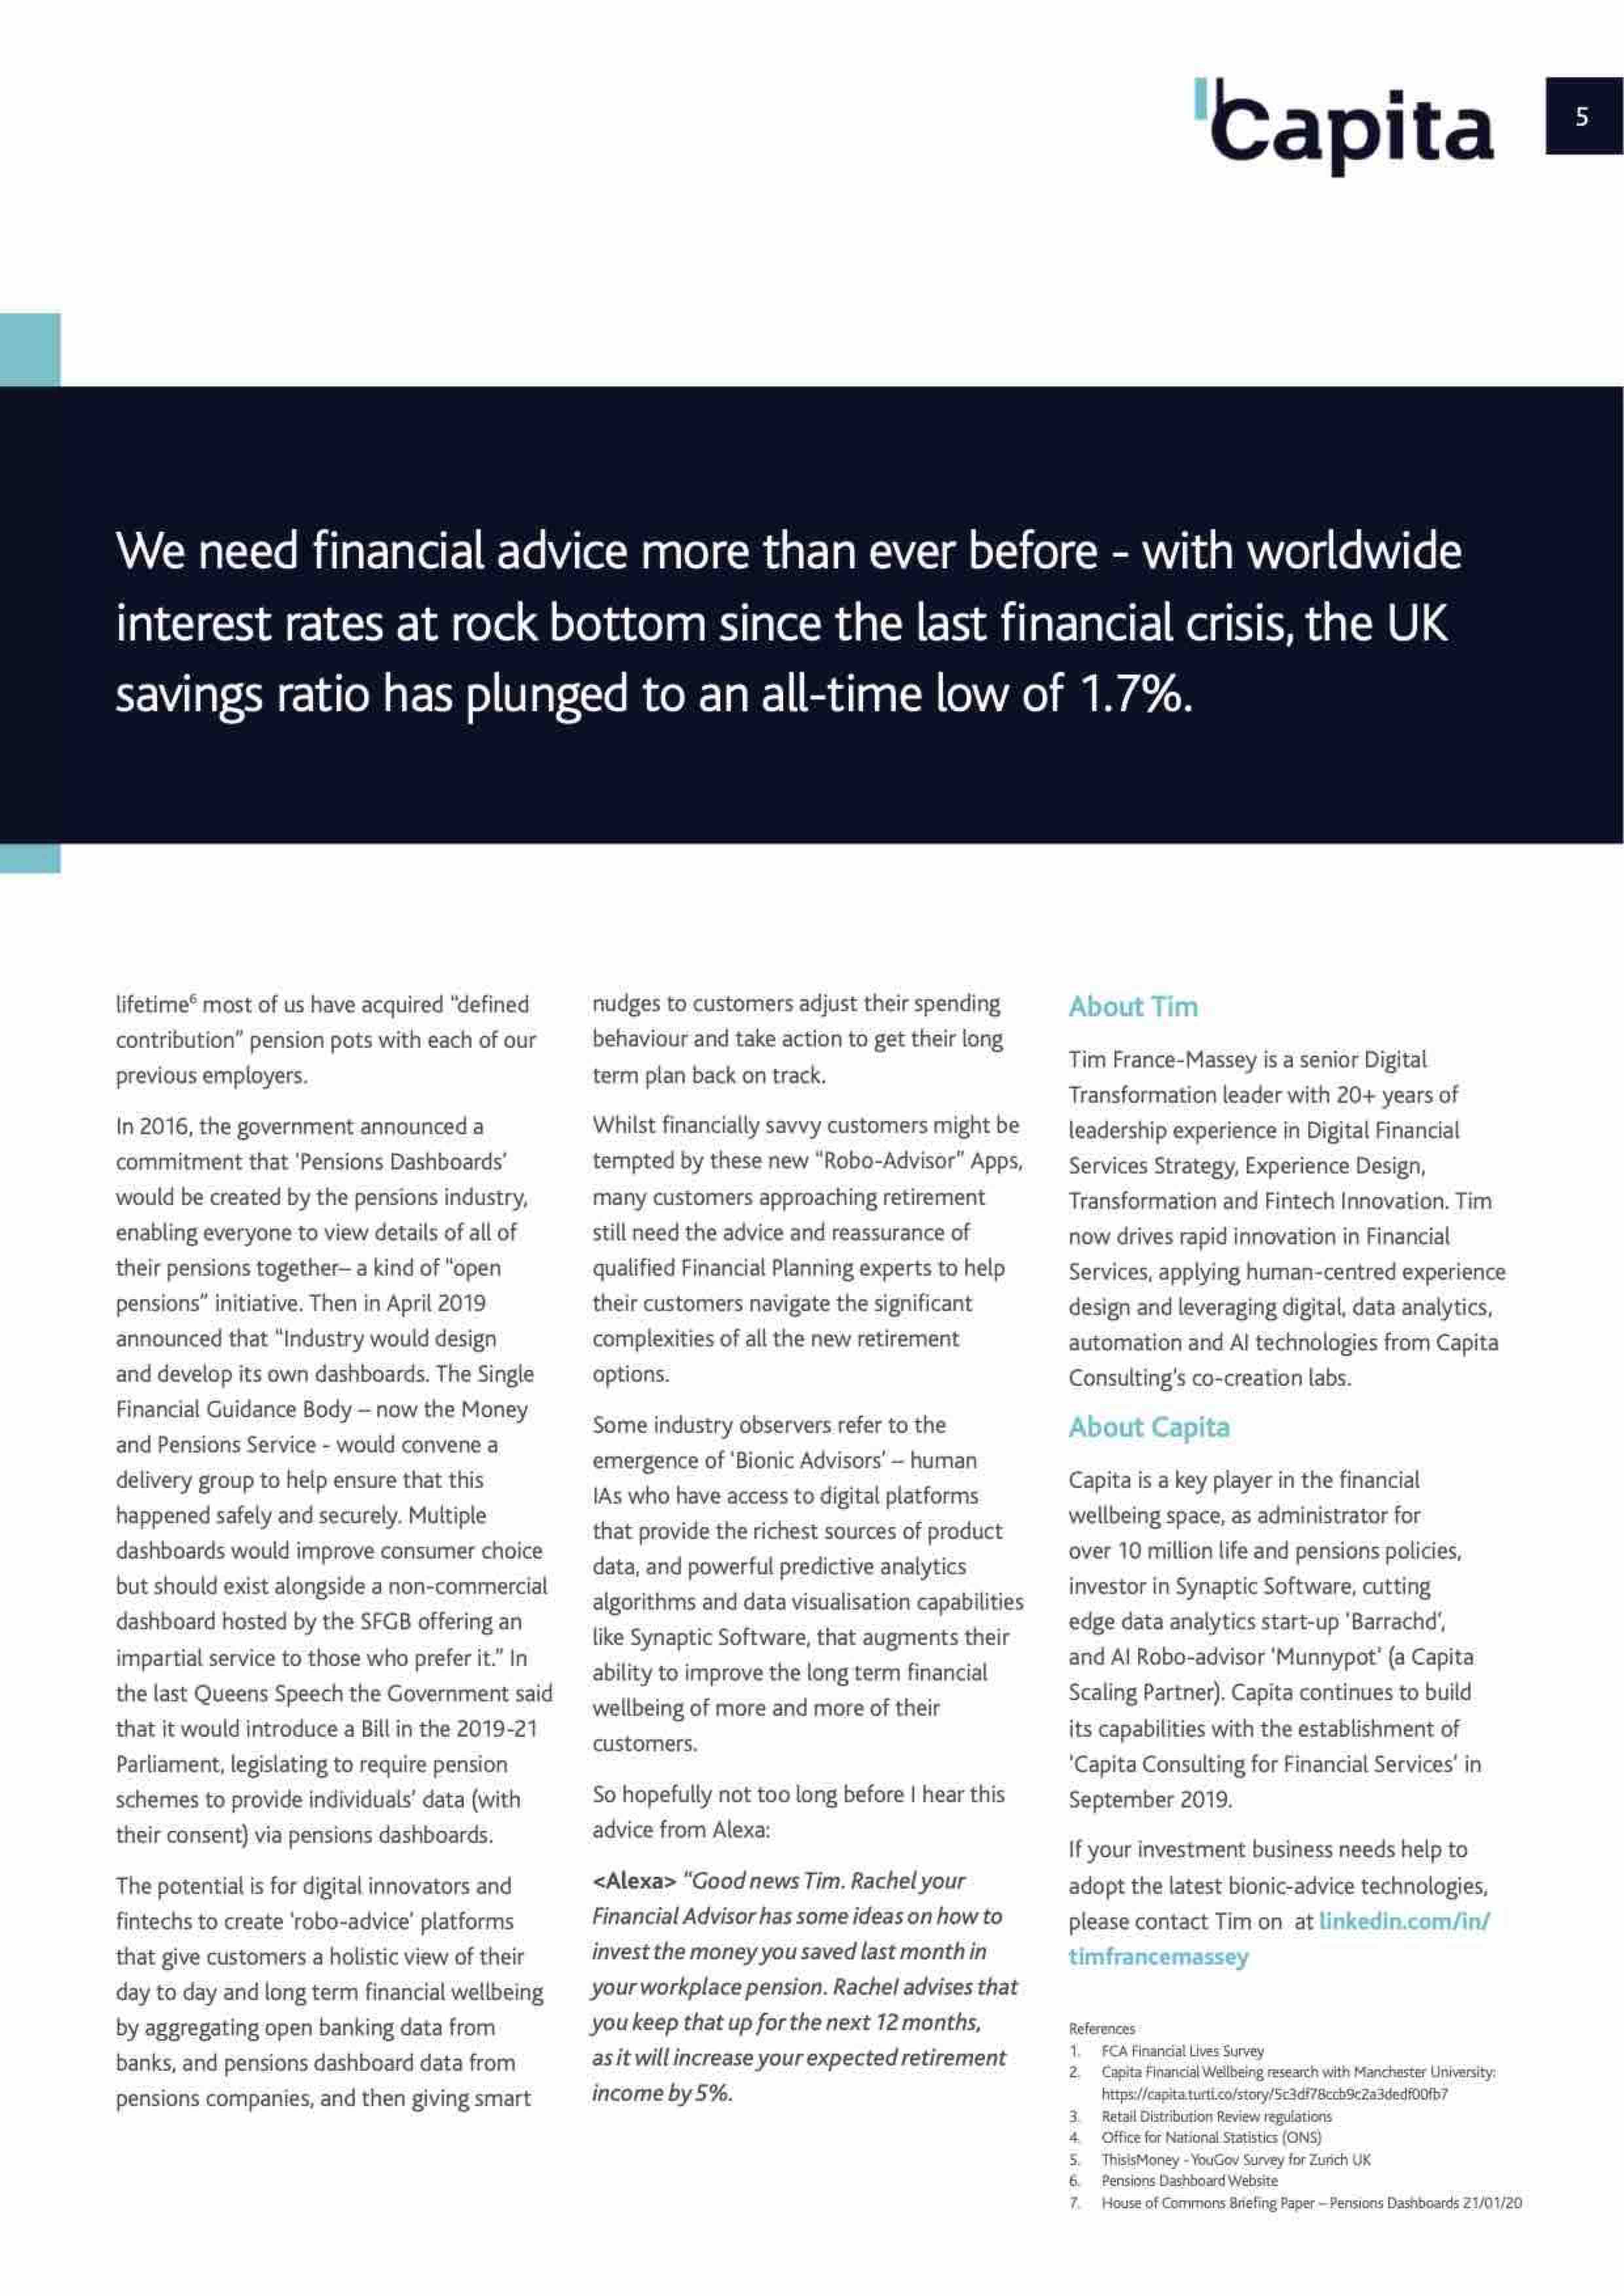 Capita
5
We need financial advice more than ever before - with worldwide
interest rates at rock bottom since the last financial crisis, the UK
savings ratio has plunged to an all-time low of 1.7%.
lifetime⁶ most of us have acquired "defined
contribution" pension pots with each of our
previous employers.
In 2016, the government announced a
commitment that 'Pensions Dashboards'
would be created by the pensions industry,
enabling everyone to view details of all of
their pensions together– a kind of "open
pensions" initiative. Then in April 2019
announced that "Industry would design
and develop its own dashboards. The Single
Financial Guidance Body – now the Money
and Pensions Service - would convene a
delivery group to help ensure that this
happened safely and securely. Multiple
dashboards would improve consumer choice
but should exist alongside a non-commercial
dashboard hosted by the SFGB offering an
impartial service to those who prefer it." In
the last Queens Speech the Government said
that it would introduce a Bill in the 2019-21
Parliament, legislating to require pension
schemes to provide individuals' data (with
their consent) via pensions dashboards.
The potential is for digital innovators and
fintechs to create 'robo-advice' platforms
that give customers a holistic view of their
day to day and long term financial wellbeing
by aggregating open banking data from
banks, and pensions dashboard data from
pensions companies, and then giving smart
nudges to customers adjust their spending
behaviour and take action to get their long
term plan back on track.
Whilst financially savvy customers might be
tempted by these new "Robo-Advisor" Apps,
many customers approaching retirement
still need the advice and reassurance of
qualified Financial Planning experts to help
their customers navigate the significant
complexities of all the new retirement
options.
Some industry observers refer to the
emergence of 'Bionic Advisors' – human
IAs who have access to digital platforms
that provide the richest sources of product
data, and powerful predictive analytics
algorithms and data visualisation capabilities
like Synaptic Software, that augments their
ability to improve the long term financial
wellbeing of more and more of their
customers.
So hopefully not too long before I hear this
advice from Alexa:
<Alexa> "Good news Tim. Rachel your
Financial Advisor has some ideas on how to
invest the money you saved last month in
your workplace pension. Rachel advises that
you keep that up for the next 12 months,
as it will increase your expected retirement
income by 5%.
About Tim
Tim France-Massey is a senior Digital
Transformation leader with 20+ years of
leadership experience in Digital Financial
Services Strategy, Experience Design,
Transformation and Fintech Innovation. Tim
now drives rapid innovation in Financial
Services, applying human-centred experience
design and leveraging digital, data analytics,
automation and AI technologies from Capita
Consulting's co-creation labs.
About Capita
Capita is a key player in the financial
wellbeing space, as administrator for
over 10 million life and pensions policies,
investor in Synaptic Software, cutting
edge data analytics start-up 'Barrachd',
and AI Robo-advisor 'Munnypot' (a Capita
Scaling Partner). Capita continues to build
its capabilities with the establishment of
'Capita Consulting for Financial Services' in
September 2019.
If your investment business needs help to
adopt the latest bionic-advice technologies,
please contact Tim on at linkedin.com/in/
timfrancemassey
References
1. FCA Financial Lives Survey
2. Capita Financial Wellbeing research with Manchester University:
https://capita.turtl.co/story/5c3df78ccb9c2a3dedf00fb7
3. Retail Distribution Review regulations
4. Office for National Statistics (ONS)
5. ThisIsMoney - YouGov Survey for Zurich UK
6. Pensions Dashboard Website
7. House of Commons Briefing Paper – Pensions Dashboards 21/01/20